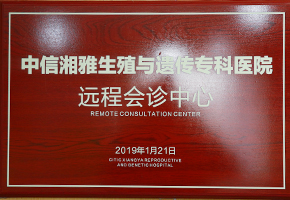 中信湘雅生殖与遗传专科医院
远程会诊中心
REMOTE CONSULTATION CENTER
2019年1月21日
CITIC XIANGYA REPRODUCTIVE
AND GENETIC HOSPITAL